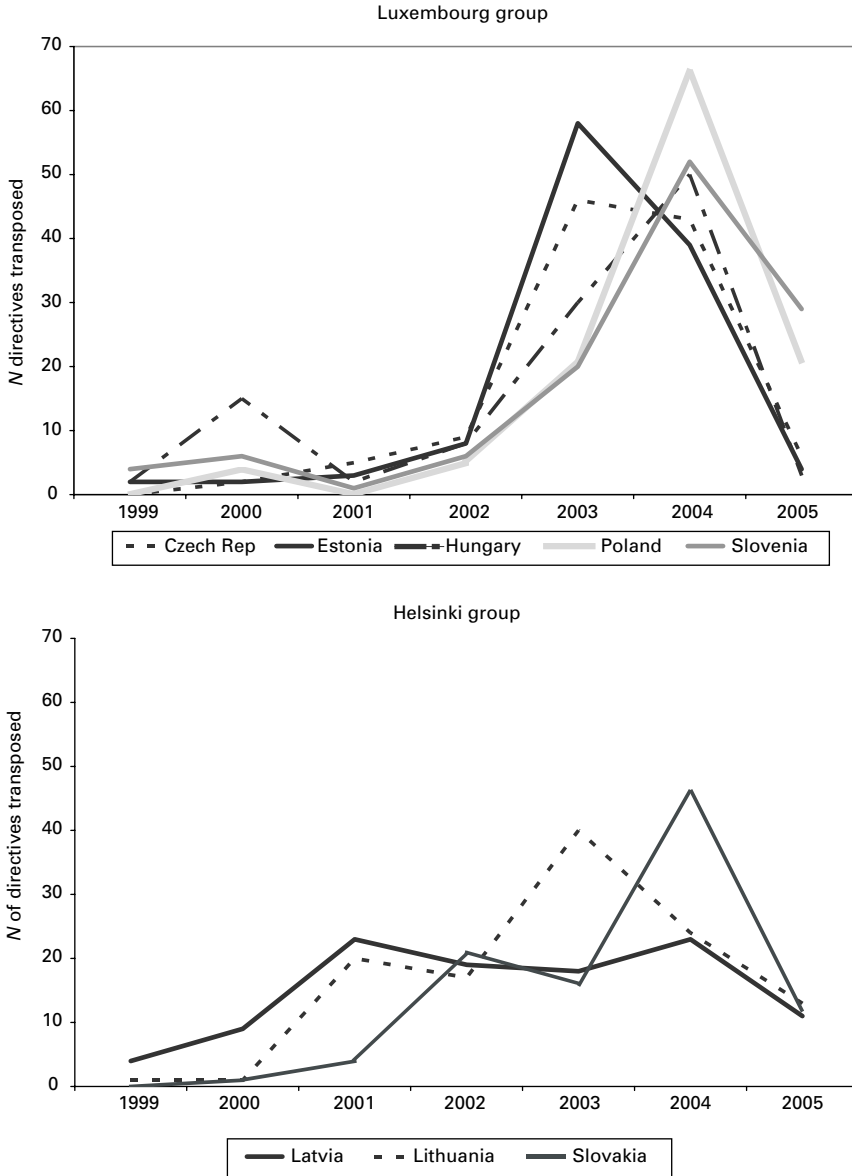 Luxembourg group
70
60
50
40
30
20
10
0
N directives transposed
1999 2000 2001 2002 2003 2004 2005
Czech Rep Estonia Hungary Poland Slovenia
Helsinki group
70
60
50
40
30
20
10
0
N of directives transposed
1999 2000 2001 2002 2003 2004 2005
Latvia Lithuania Slovakia